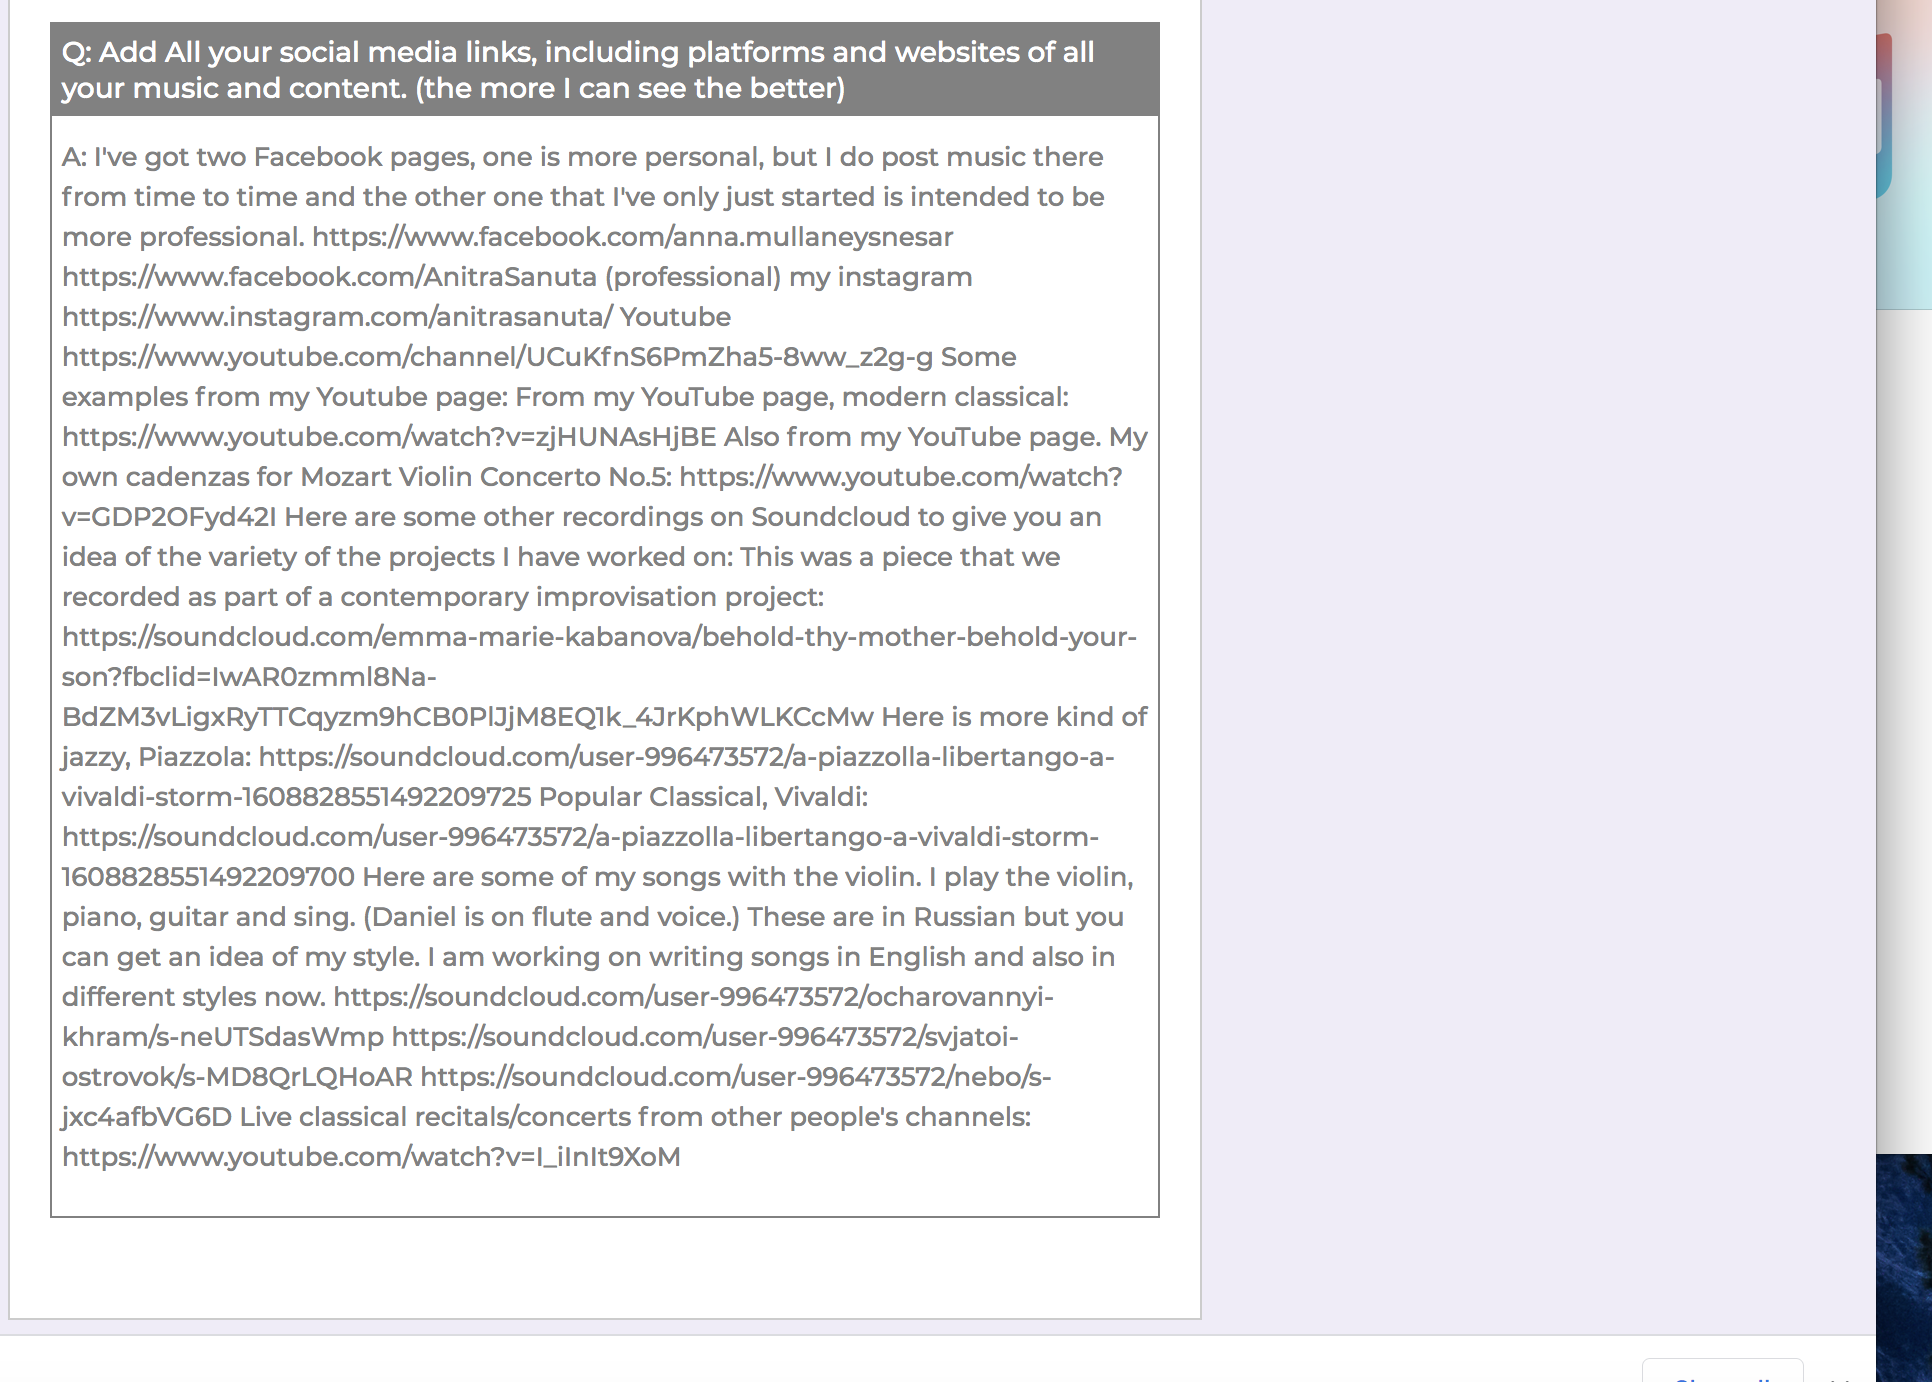 Q: Add All your social media links, including platforms and websites of all
your music and content. (the more I can see the better)
A: I've got two Facebook pages, one is more personal, but I do post music there
from time to time and the other one that I've only just started is intended to be
more professional. https://www.facebook.com/anna.mullaneysnesar
https://www.facebook.com/AnitraSanuta (professional) my instagram
https://www.instagram.com/anitrasanuta/ Youtube
https://www.youtube.com/channel/UCuKfnS6PmZha5-8ww_z2g-g Some
examples from my Youtube page: From my YouTube page, modern classical:
https://www.youtube.com/watch?v=zjHUNAsHjBE Also from my YouTube page. My
own cadenzas for Mozart Violin Concerto No.5: https://www.youtube.com/watch?
v=GDP2OFyd42I Here are some other recordings on Soundcloud to give you an
idea of the variety of the projects I have worked on: This was a piece that we
recorded as part of a contemporary improvisation project:
https://soundcloud.com/emma-marie-kabanova/behold-thy-mother-behold-your-
son?fbclid=IwAR0zmml8Na-
BdZM3vLigxRyTTCqyzm9hCB0PlJjM8EQ1k_4JrKphWLKCcMw Here is more kind of
jazzy, Piazzola: https://soundcloud.com/user-996473572/a-piazzolla-libertango-a-
vivaldi-storm-1608828551492209725 Popular Classical, Vivaldi:
https://soundcloud.com/user-996473572/a-piazzolla-libertango-a-vivaldi-storm-
1608828551492209700 Here are some of my songs with the violin. I play the violin,
piano, guitar and sing. (Daniel is on flute and voice.) These are in Russian but you
can get an idea of my style. I am working on writing songs in English and also in
different styles now. https://soundcloud.com/user-996473572/ocharovannyi-
khram/s-neUTSdasWmp https://soundcloud.com/user-996473572/svjatoi-
ostrovok/s-MD8QrLQHoAR https://soundcloud.com/user-996473572/nebo/s-
jxc4afbVG6D Live classical recitals/concerts from other people's channels:
https://www.youtube.com/watch?v=I_iInIt9XoM